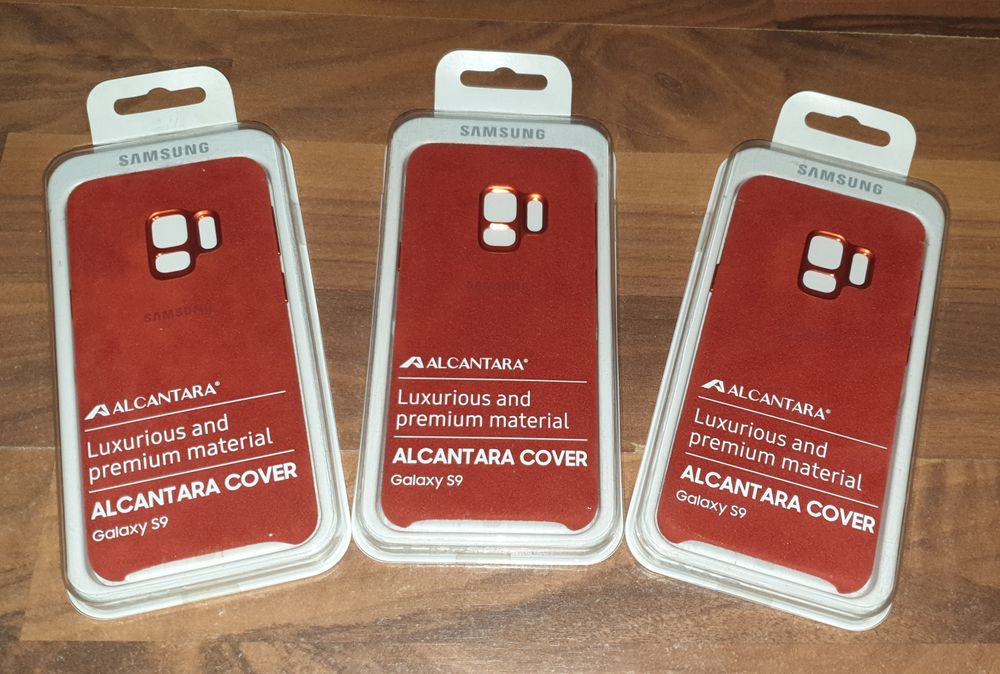 SAMSUNG
SAMSUNG
ALCANTARA®
Luxurious and
premium material
ALCANTARA COVER
Galaxy S9
SAMSUNG
SAMSUNG
ALCANTARA®
Luxurious and
premium material
ALCANTARA COVER
Galaxy S9
SAMSUNG
ALCANTARA®
Luxurious and
premium material
ALCANTARA COVER
Galaxy S9